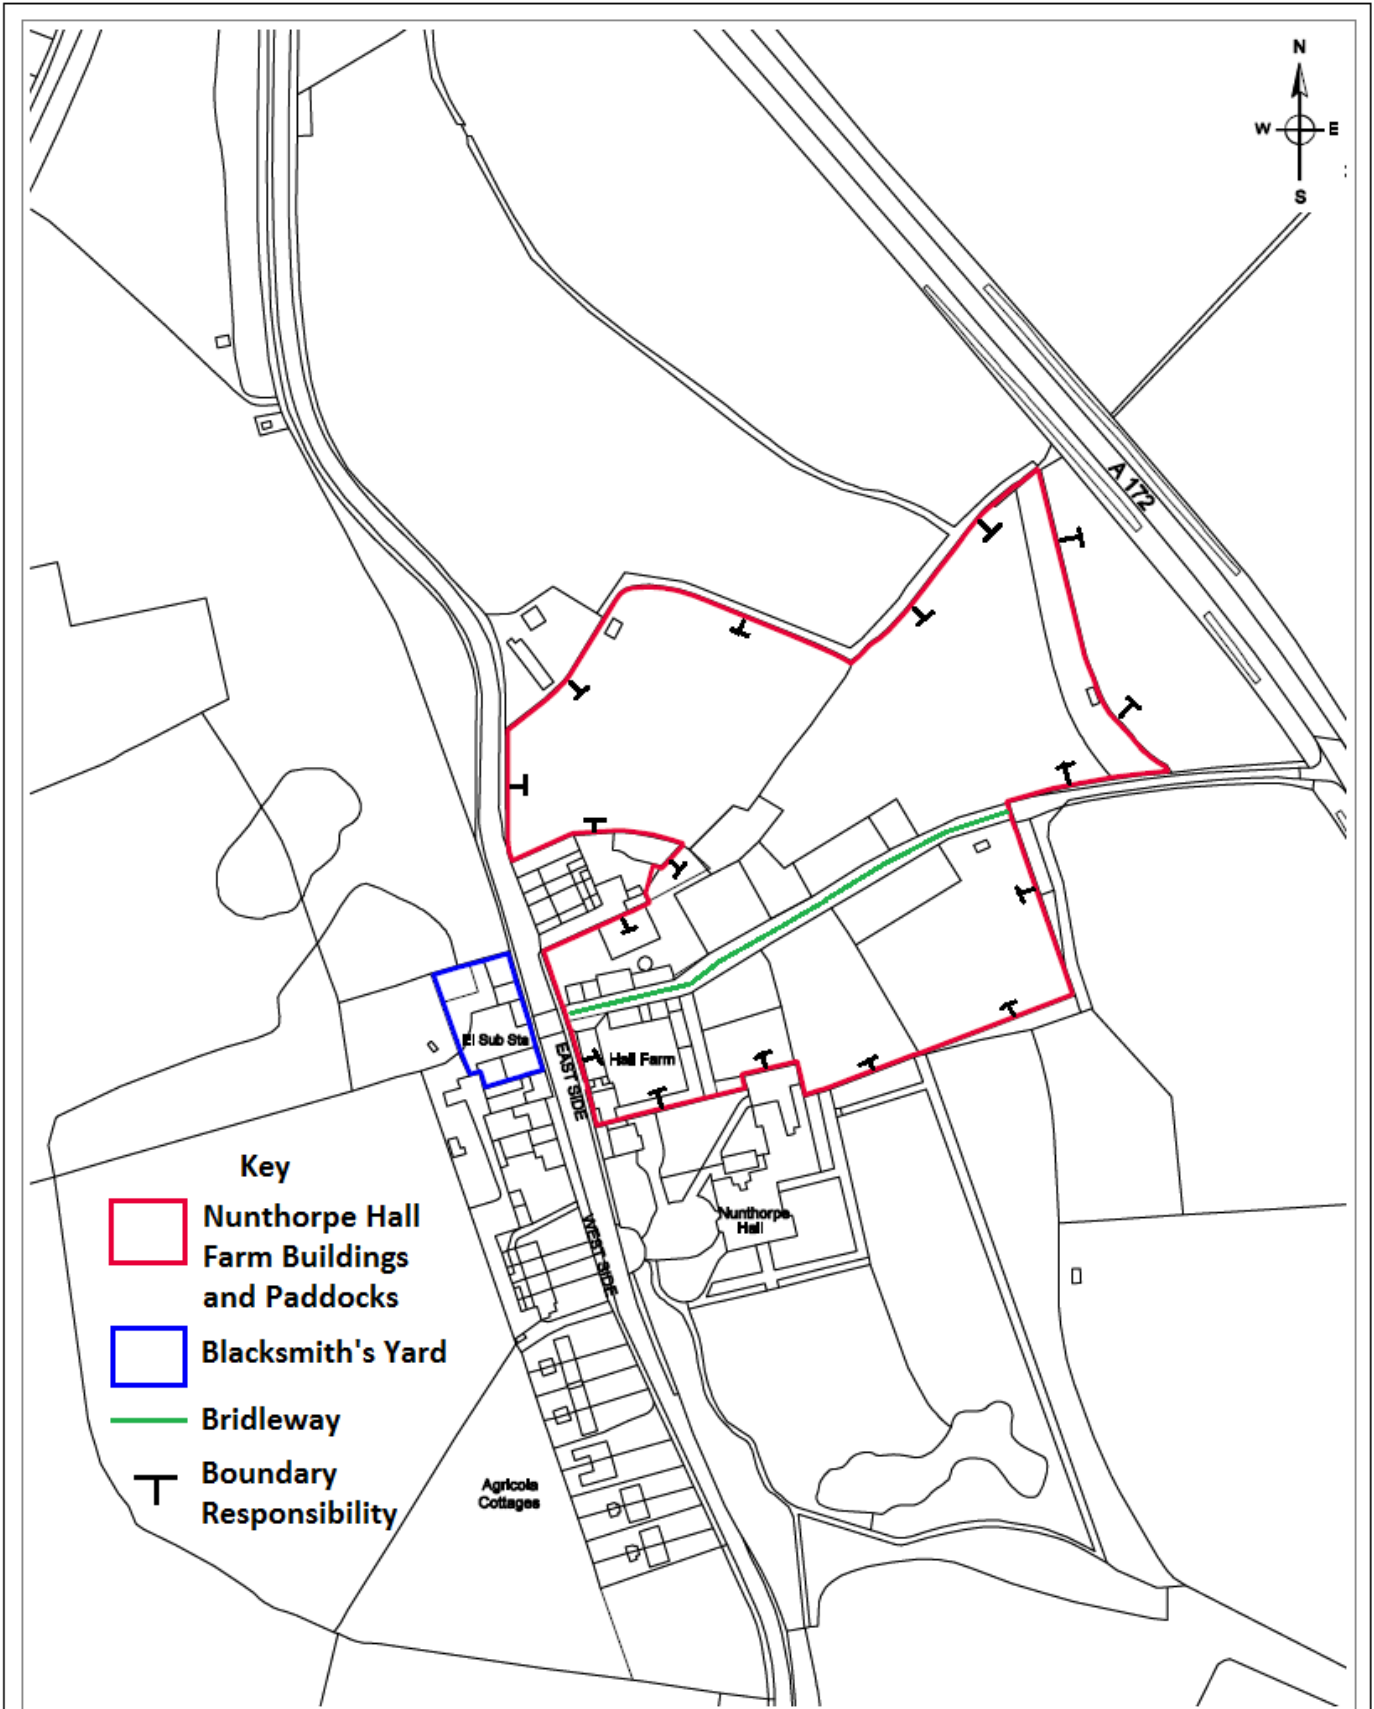 N
W E
S
A 172
El Sub Sta
EAST SIDE
Hall Farm
Key
Nunthorpe Hall
Farm Buildings
and Paddocks
Nunthorpe
Hall
WEST SIDE
Blacksmith's Yard
Bridleway
Boundary
Responsibility
Agricola
Cottages